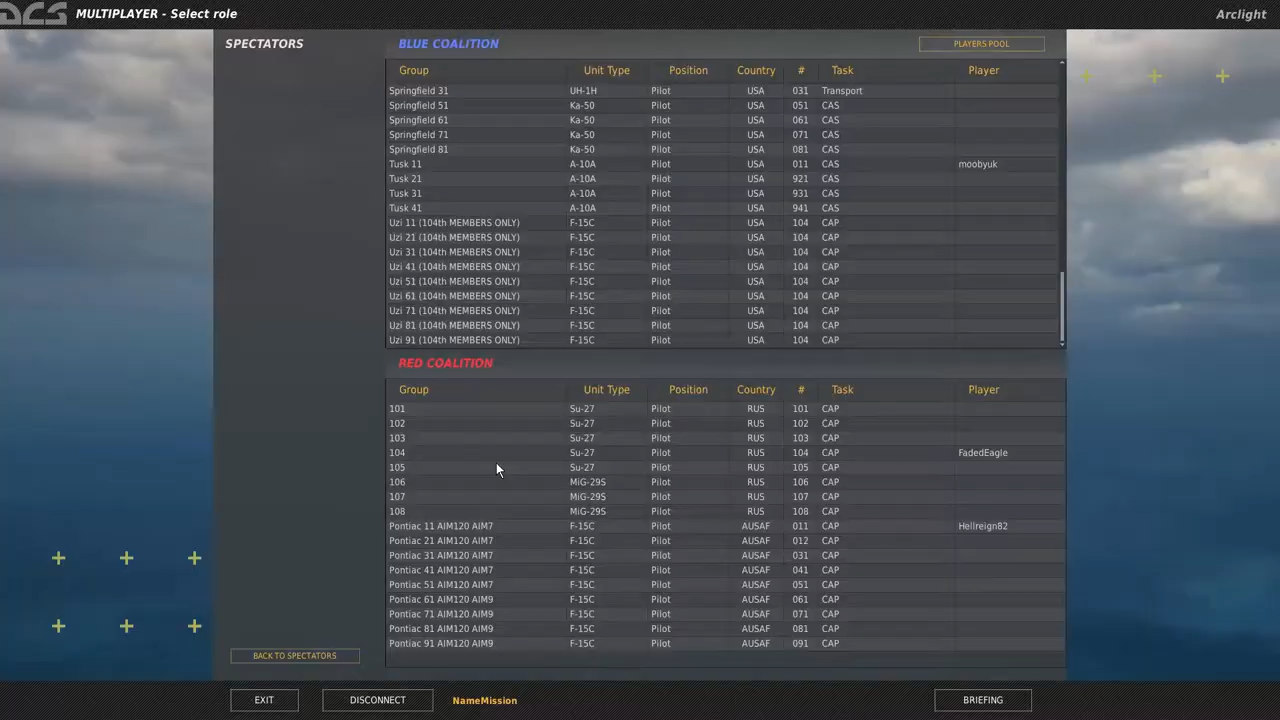 DCS MULTIPLAYER - Select role Arclight
SPECTATORS
BLUE COALITION PLAYERS POOL
Group Unit Type Position Country # Task Player
Springfield 31 UH-1H Pilot USA 031 Transport
Springfield 51 Ka-50 Pilot USA 051 CAS
Springfield 61 Ka-50 Pilot USA 061 CAS
Springfield 71 Ka-50 Pilot USA 071 CAS
Springfield 81 Ka-50 Pilot USA 081 CAS
Tusk 11 A-10A Pilot USA 011 CAS moobyuk
Tusk 21 A-10A Pilot USA 921 CAS
Tusk 31 A-10A Pilot USA 931 CAS
Tusk 41 A-10A Pilot USA 941 CAS
Uzi 11 (104th MEMBERS ONLY) F-15C Pilot USA 104 CAP
Uzi 21 (104th MEMBERS ONLY) F-15C Pilot USA 104 CAP
Uzi 31 (104th MEMBERS ONLY) F-15C Pilot USA 104 CAP
Uzi 41 (104th MEMBERS ONLY) F-15C Pilot USA 104 CAP
Uzi 51 (104th MEMBERS ONLY) F-15C Pilot USA 104 CAP
Uzi 61 (104th MEMBERS ONLY) F-15C Pilot USA 104 CAP
Uzi 71 (104th MEMBERS ONLY) F-15C Pilot USA 104 CAP
Uzi 81 (104th MEMBERS ONLY) F-15C Pilot USA 104 CAP
Uzi 91 (104th MEMBERS ONLY) F-15C Pilot USA 104 CAP
RED COALITION
Group Unit Type Position Country # Task Player
101 Su-27 Pilot RUS 101 CAP
102 Su-27 Pilot RUS 102 CAP
103 Su-27 Pilot RUS 103 CAP
104 Su-27 Pilot RUS 104 CAP FadedEagle
105 Su-27 Pilot RUS 105 CAP
106 MiG-29S Pilot RUS 106 CAP
107 MiG-29S Pilot RUS 107 CAP
108 MiG-29S Pilot RUS 108 CAP
Pontiac 11 AIM120 AIM7 F-15C Pilot AUSAF 011 CAP Hellreign82
Pontiac 21 AIM120 AIM7 F-15C Pilot AUSAF 012 CAP
Pontiac 31 AIM120 AIM7 F-15C Pilot AUSAF 031 CAP
Pontiac 41 AIM120 AIM7 F-15C Pilot AUSAF 041 CAP
Pontiac 51 AIM120 AIM7 F-15C Pilot AUSAF 051 CAP
Pontiac 61 AIM120 AIM9 F-15C Pilot AUSAF 061 CAP
Pontiac 71 AIM120 AIM9 F-15C Pilot AUSAF 071 CAP
Pontiac 81 AIM120 AIM9 F-15C Pilot AUSAF 081 CAP
Pontiac 91 AIM120 AIM9 F-15C Pilot AUSAF 091 CAP
BACK TO SPECTATORS
EXIT DISCONNECT NameMission BRIEFING